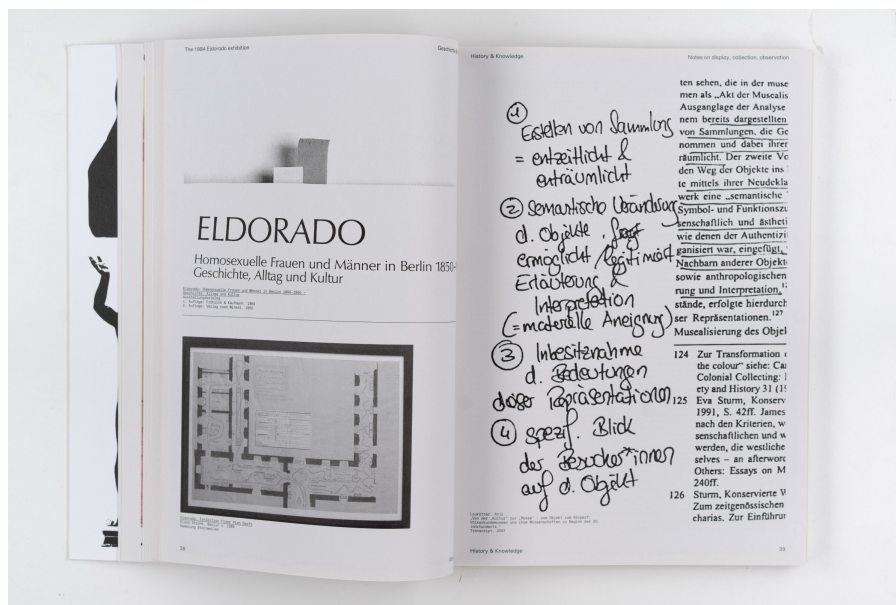 The 1984 Eldorado exhibition
ELDORADO
Homosexuelle Frauen und Männer in Berlin 1850-
Geschichte, Alltag und Kultur
38
History & Knowledge
Notes on display, collection, observation
1
Erstellen von Sammlung
= entzeitlicht &
enträumlicht
2 Semantische Veränderung
d. Objekte,
ermöglicht / legitimiert
Erläuterung &
Interpretation
(= materielle Aneignung)
3 Inbesitznahme
d. Bedeutungen
dieser Repräsentationen
4 spezif. Blick
der Besucher*innen
auf d. Objekt
ten sehen, die in der muse
men als „Akt der Musealis
Ausganglage der Analyse
nem bereits dargestellten
von Sammlungen, die Ge
nommen und dabei ihrer
räumlicht. Der zweite Vo
den Weg der Objekte ins
te mittels ihrer Neudekla
werk eine „semantische
Symbol- und Funktionszu
senschaftlich und ästheti
wie denen der Authentizi
ganisiert war, eingefügt,
Nachbarn anderer Objekt
sowie anthropologischen
rung und Interpretation,
stände, erfolgte hierdurch
ser Repräsentationen.127
Musealisierung des Objek
124 Zur Transformation
the colour“ siehe: Ca
Colonial Collecting:
ety and History 31 (19
125 Eva Sturm, Konserv
1991, S. 42ff. James
nach den Kriterien, w
senschaftlichen und w
werden, die westliche
selves – an afterword
Others: Essays on M
240ff.
126 Sturm, Konservierte W
Zum zeitgenössischen
charias. Zur Einführun
History & Knowledge
39